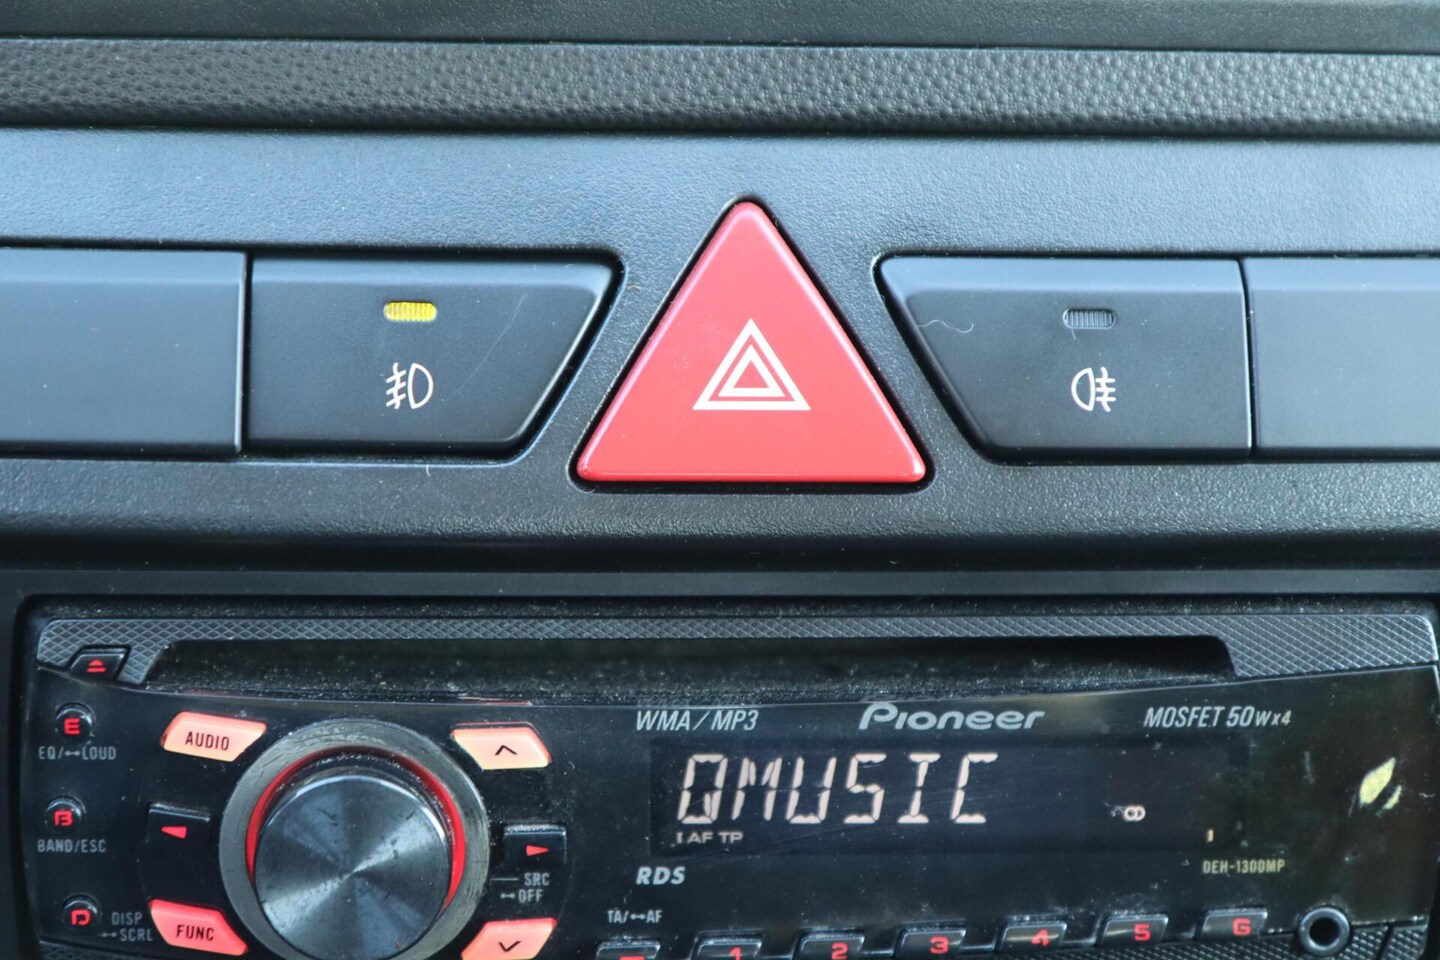 WMA/MP3 Pioneer MOSFET 50Wx4
E
EQ/ LOUD
AUDIO
QMUSIC
AF TP
B
BAND/ESC
SRC
OFF
RDS
DEH-1300MP
D
DISP
SCRL
FUNC
TA/ AF
1 2 3 4 5 6